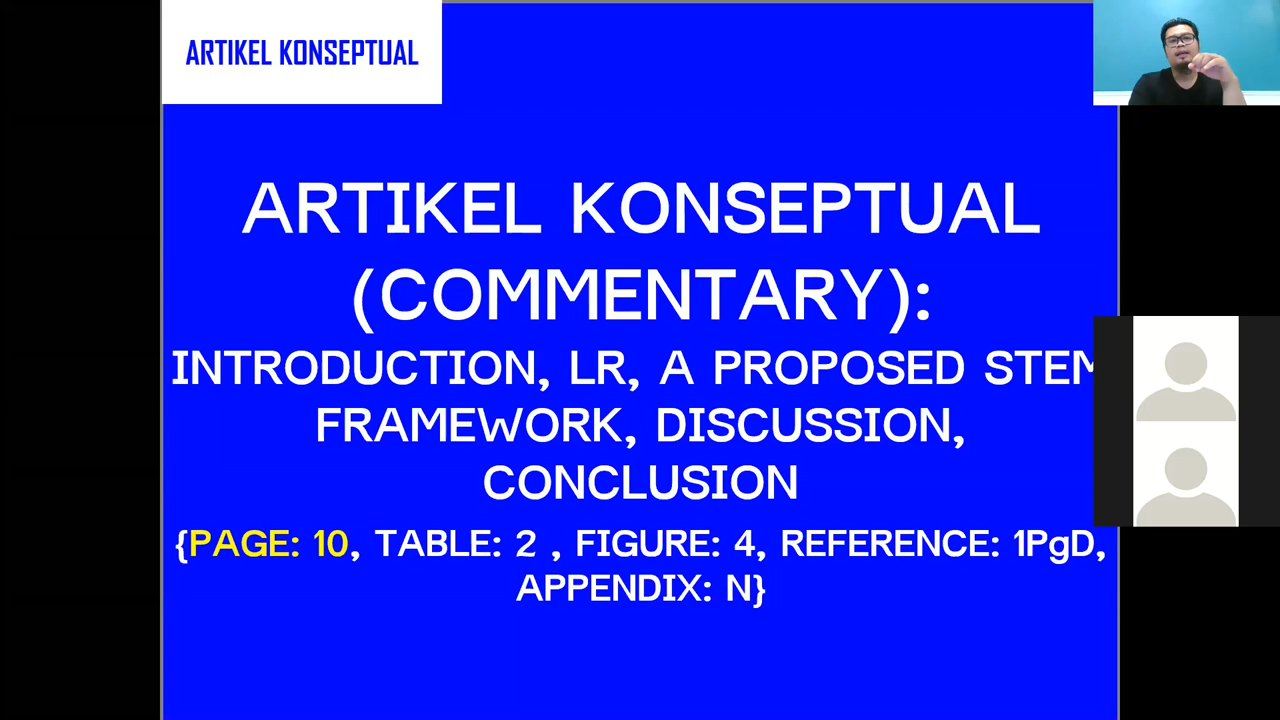 ARTIKEL KONSEPTUAL
ARTIKEL KONSEPTUAL
(COMMENTARY):
INTRODUCTION, LR, A PROPOSED STEM
FRAMEWORK, DISCUSSION,
CONCLUSION
{PAGE: 10, TABLE: 2 , FIGURE: 4, REFERENCE: 1PgD,
APPENDIX: N}